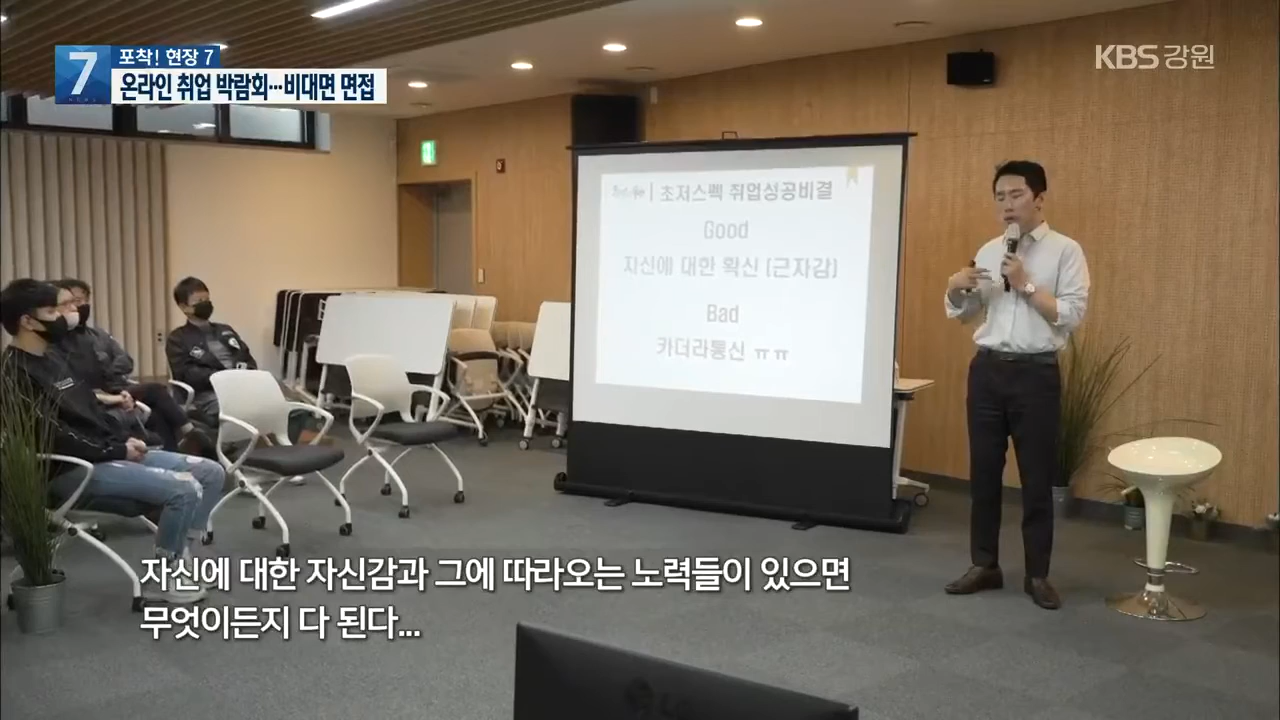 7
포착! 현장 7
온라인 취업 박람회…비대면 면접
KBS 강원
초저스펙 취업성공비결
Good
자신에 대한 확신 [근자감]
Bad
카더라통신 ㅠㅠ
자신에 대한 자신감과 그에 따라오는 노력들이 있으면
무엇이든지 다 된다...